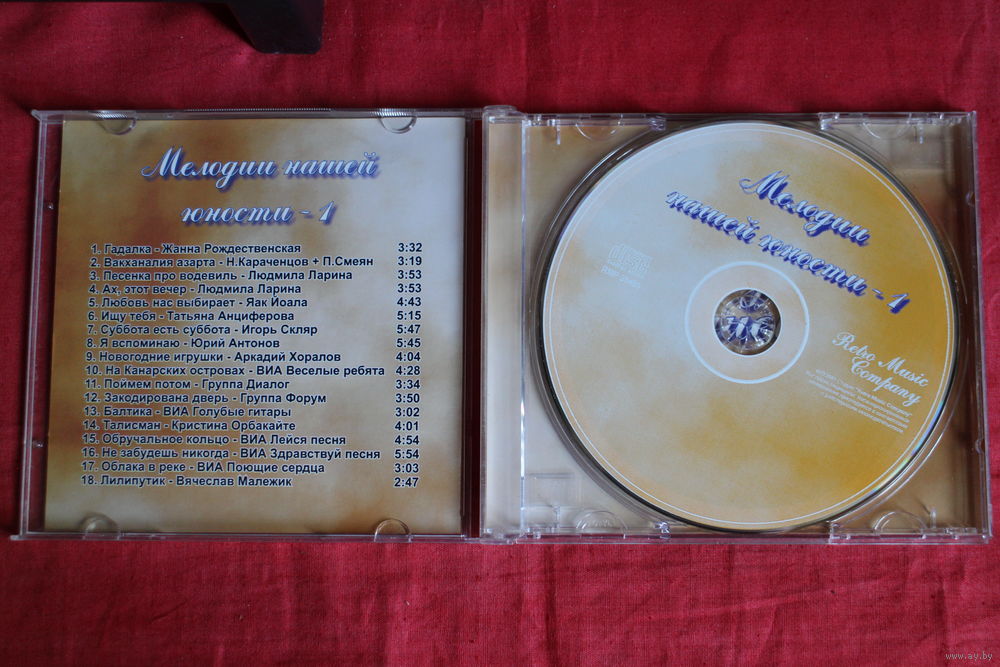 Мелодии нашей
юности - 1
1. Гадалка - Жанна Рождественская 3:32
2. Вакханалия азарта - Н.Караченцов + П.Смеян 3:19
3. Песенка про водевиль - Людмила Ларина 3:53
4. Ах, этот вечер - Людмила Ларина 3:53
5. Любовь нас выбирает - Яак Йоала 4:43
6. Ищу тебя - Татьяна Анциферова 5:15
7. Суббота есть суббота - Игорь Скляр 5:47
8. Я вспоминаю - Юрий Антонов 5:45
9. Новогодние игрушки - Аркадий Хоралов 4:04
10. На Канарских островах - ВИА Веселые ребята 4:28
11. Поймем потом - Группа Диалог 3:34
12. Закодирована дверь - Группа Форум 3:50
13. Балтика - ВИА Голубые гитары 3:02
14. Талисман - Кристина Орбакайте 4:01
15. Обручальное кольцо - ВИА Лейся песня 4:54
16. Не забудешь никогда - ВИА Здравствуй песня 5:54
17. Облака в реке - ВИА Поющие сердца 3:03
18. Лилипутик - Вячеслав Малежик 2:47
Мелодии
нашей юности - 1
Retro Music
Company
www.ay.by